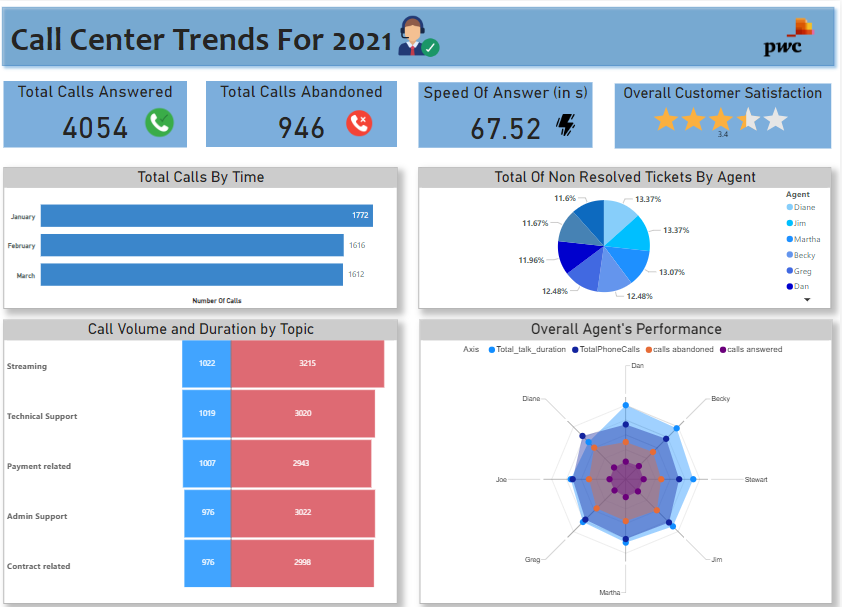 Call Center Trends For 2021
pwc
Total Calls Answered
4054
Total Calls Abandoned
946
Speed Of Answer (in s)
67.52
Overall Customer Satisfaction
3.4
Total Calls By Time
January
1772
February
1616
March
1612
Number Of Calls
Total Of Non Resolved Tickets By Agent
11.6%
13.37%
11.67%
13.37%
11.96%
13.07%
12.48%
12.48%
Agent
Diane
Jim
Martha
Becky
Greg
Dan
Call Volume and Duration by Topic
Streaming
1022
3215
Technical Support
1019
3020
Payment related
1007
2943
Admin Support
976
3022
Contract related
976
2998
Overall Agent's Performance
Axis
Total_talk_duration
TotalPhoneCalls
calls abandoned
calls answered
Dan
Diane
Becky
Joe
Stewart
Greg
Jim
Martha